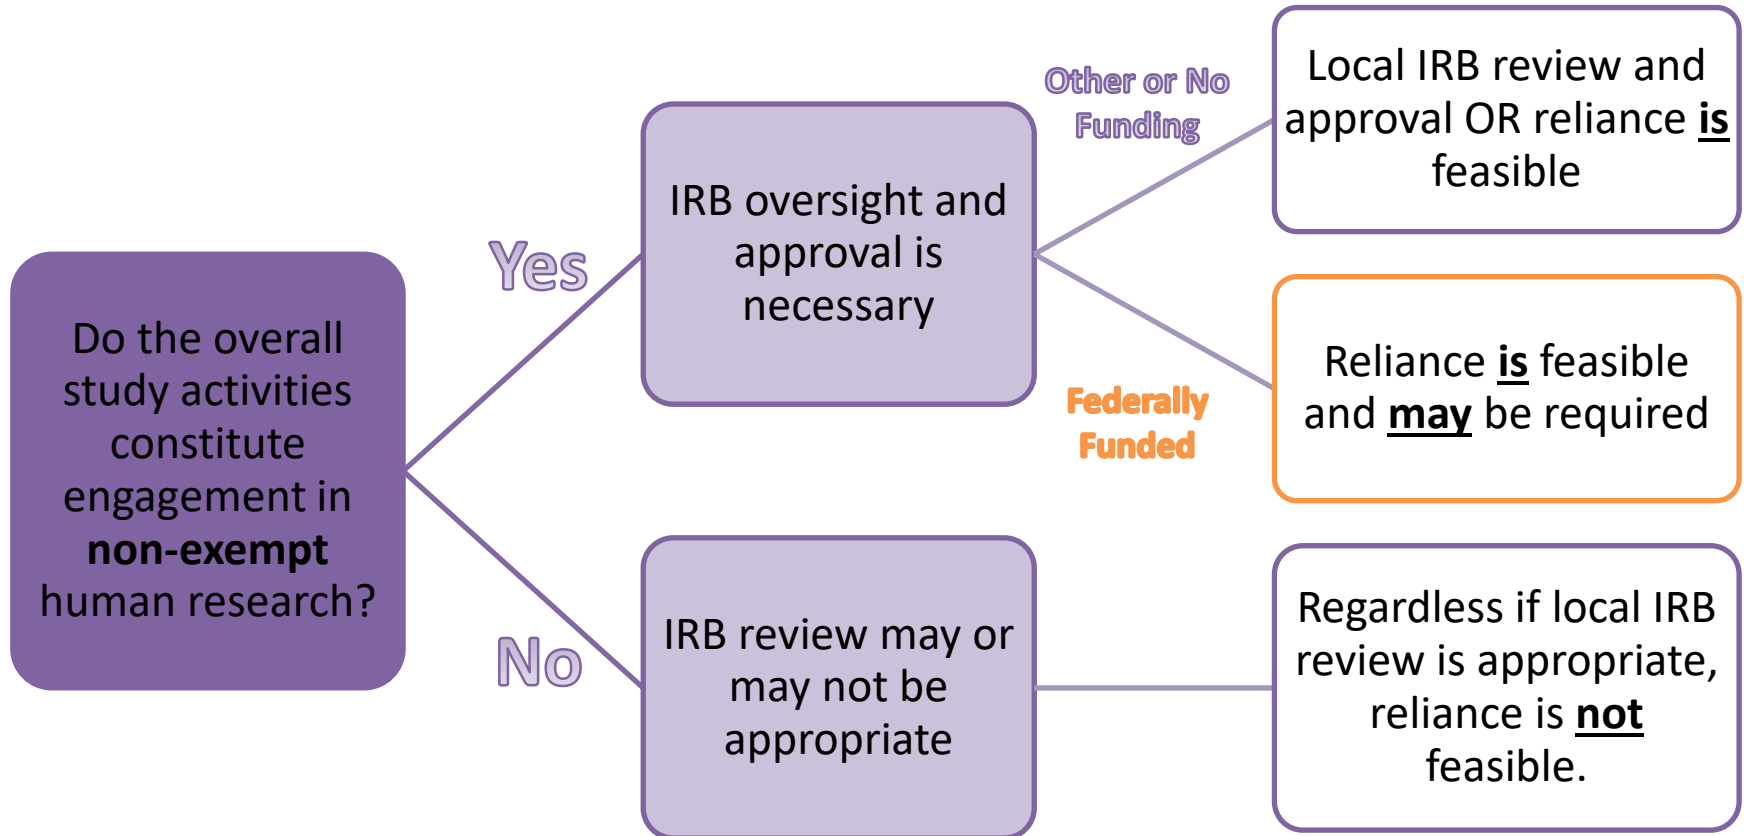 Do the overall
study activities
constitute
engagement in
non-exempt
human research?
Yes
IRB oversight and
approval is
necessary
Other or No
Funding
Local IRB review and
approval OR reliance is
feasible
Federally
Funded
Reliance is feasible
and may be required
No
IRB review may or
may not be
appropriate
Regardless if local IRB
review is appropriate,
reliance is not
feasible.